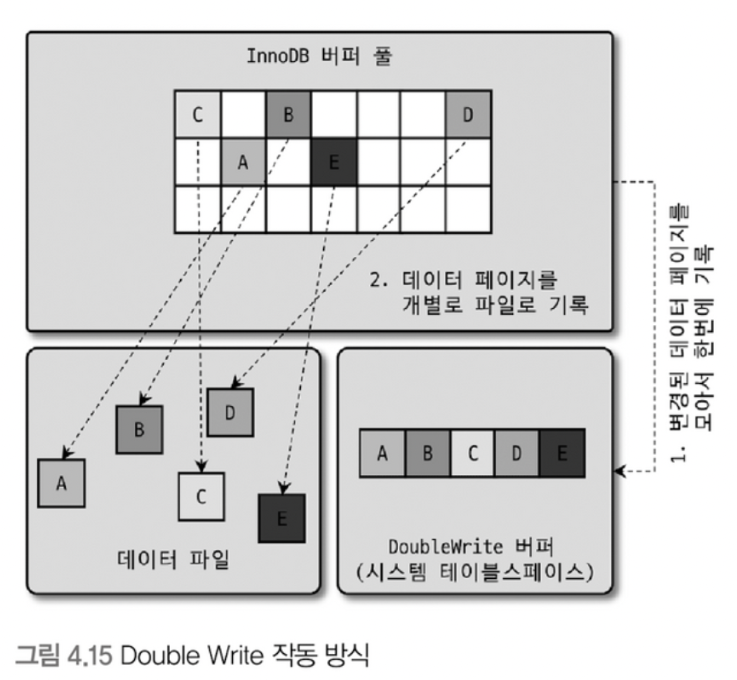 InnoDB 버퍼 풀
C
B
D
A
E
2. 데이터 페이지를
개별로 파일로 기록
1. 변경된 데이터 페이지를
모아서 한번에 기록
B
D
A
C
E
데이터 파일
A B C D E
DoubleWrite 버퍼
(시스템 테이블스페이스)
그림 4.15 Double Write 작동 방식